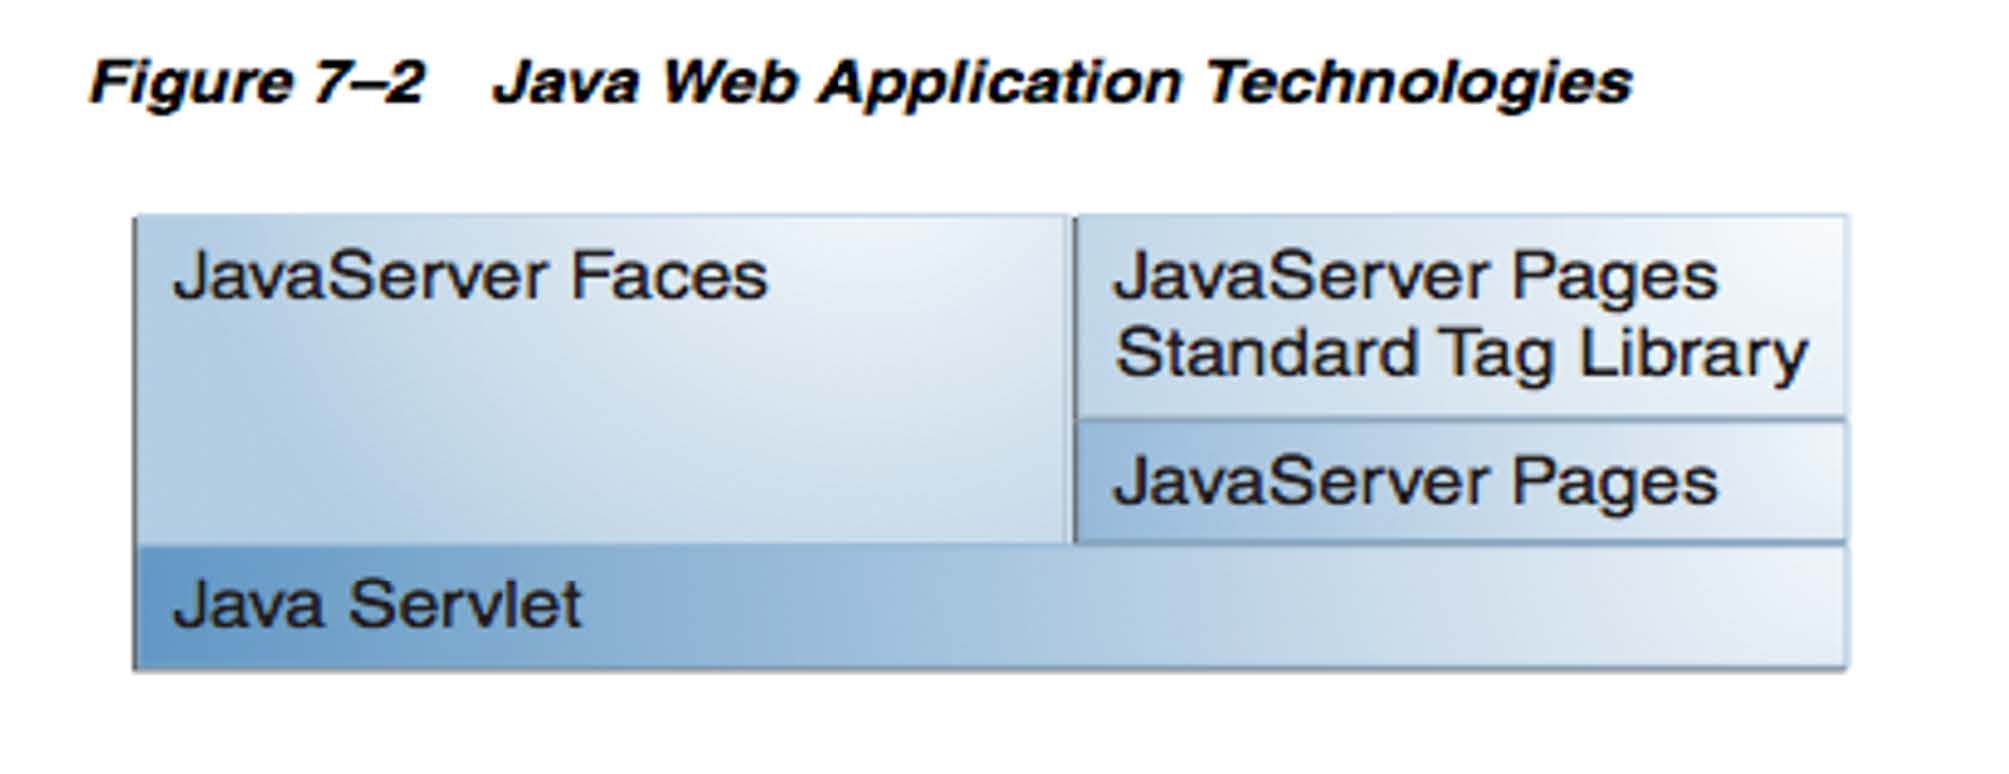 Figure 7–2 Java Web Application Technologies
JavaServer Faces
JavaServer Pages
Standard Tag Library
JavaServer Pages
Java Servlet